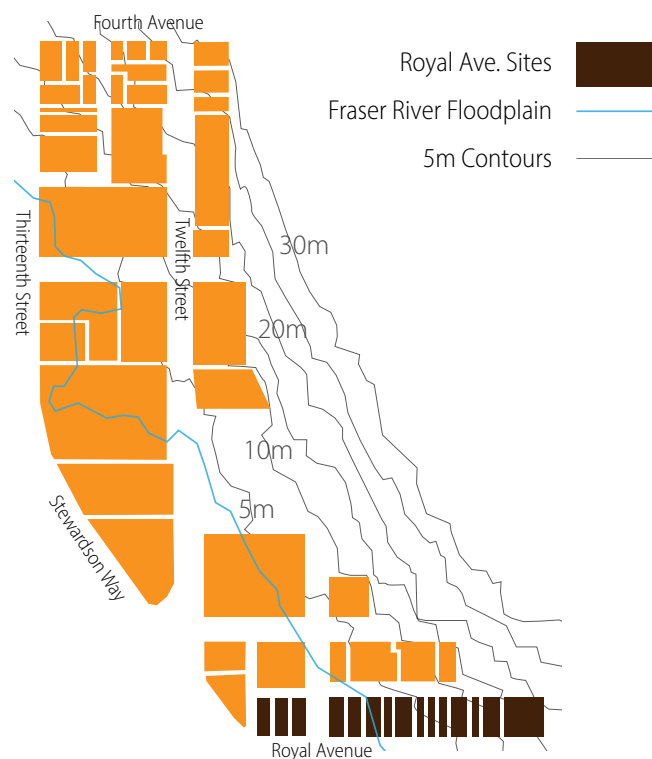 Fourth Avenue
Royal Ave. Sites
Fraser River Floodplain
5m Contours
Thirteenth Street
Twelfth Street
30m
20m
10m
5m
Stewardson Way
Royal Avenue